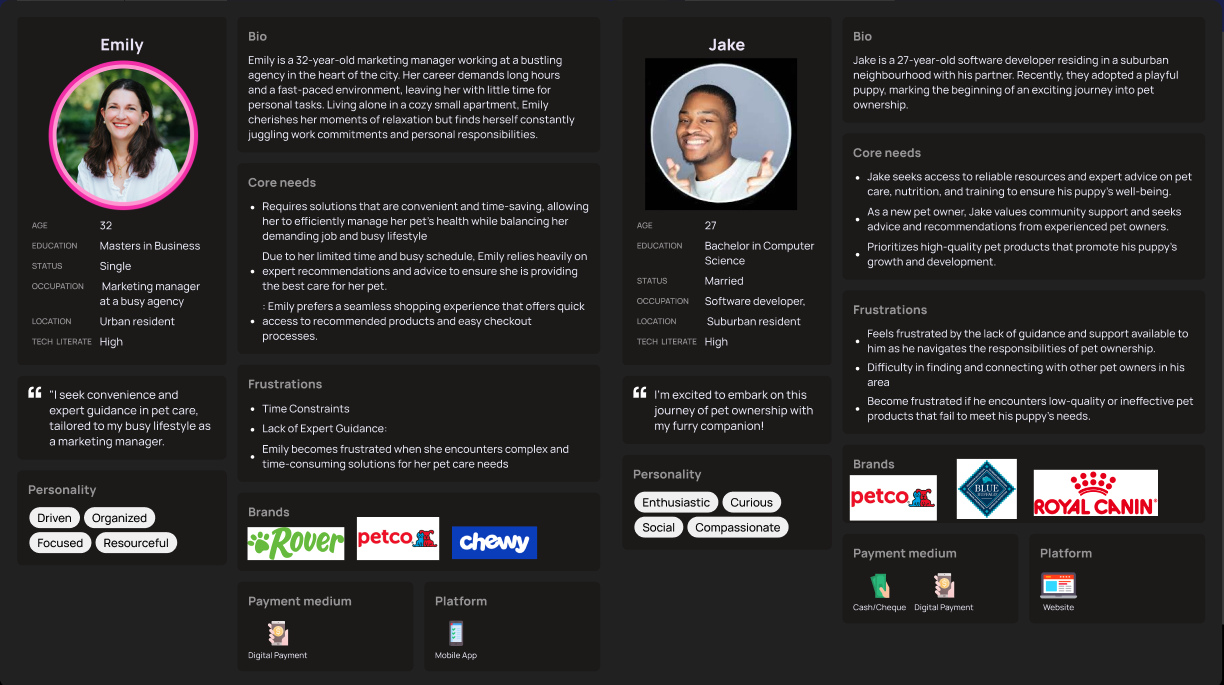 Emily
AGE 32
EDUCATION Masters in Business
STATUS Single
OCCUPATION Marketing manager
at a busy agency
LOCATION Urban resident
TECH LITERATE High
"I seek convenience and
expert guidance in pet care,
tailored to my busy lifestyle as
a marketing manager.
Personality
Driven Organized
Focused Resourceful
Bio
Emily is a 32-year-old marketing manager working at a bustling
agency in the heart of the city. Her career demands long hours
and a fast-paced environment, leaving her with little time for
personal tasks. Living alone in a cozy small apartment, Emily
cherishes her moments of relaxation but finds herself constantly
juggling work commitments and personal responsibilities.
Core needs
Requires solutions that are convenient and time-saving, allowing
her to efficiently manage her pet's health while balancing her
demanding job and busy lifestyle
Due to her limited time and busy schedule, Emily relies heavily on
expert recommendations and advice to ensure she is providing
the best care for her pet.
: Emily prefers a seamless shopping experience that offers quick
access to recommended products and easy checkout
processes.
Frustrations
Time Constraints
Lack of Expert Guidance:
Emily becomes frustrated when she encounters complex and
time-consuming solutions for her pet care needs
Brands
Rover petco chewy
Payment medium
Digital Payment
Platform
Mobile App
Jake
AGE 27
EDUCATION Bachelor in Computer
Science
STATUS Married
OCCUPATION Software developer,
LOCATION Suburban resident
TECH LITERATE High
I'm excited to embark on this
journey of pet ownership with
my furry companion!
Personality
Enthusiastic Curious
Social Compassionate
Bio
Jake is a 27-year-old software developer residing in a suburban
neighbourhood with his partner. Recently, they adopted a playful
puppy, marking the beginning of an exciting journey into pet
ownership.
Core needs
Jake seeks access to reliable resources and expert advice on pet
care, nutrition, and training to ensure his puppy's well-being.
As a new pet owner, Jake values community support and seeks
advice and recommendations from experienced pet owners.
Prioritizes high-quality pet products that promote his puppy's
growth and development.
Frustrations
Feels frustrated by the lack of guidance and support available to
him as he navigates the responsibilities of pet ownership.
Difficulty in finding and connecting with other pet owners in his
area
Become frustrated if he encounters low-quality or ineffective pet
products that fail to meet his puppy's needs.
Brands
petco BLUE BUFFALO ROYAL CANIN
Payment medium
Cash/Cheque Digital Payment
Platform
Website